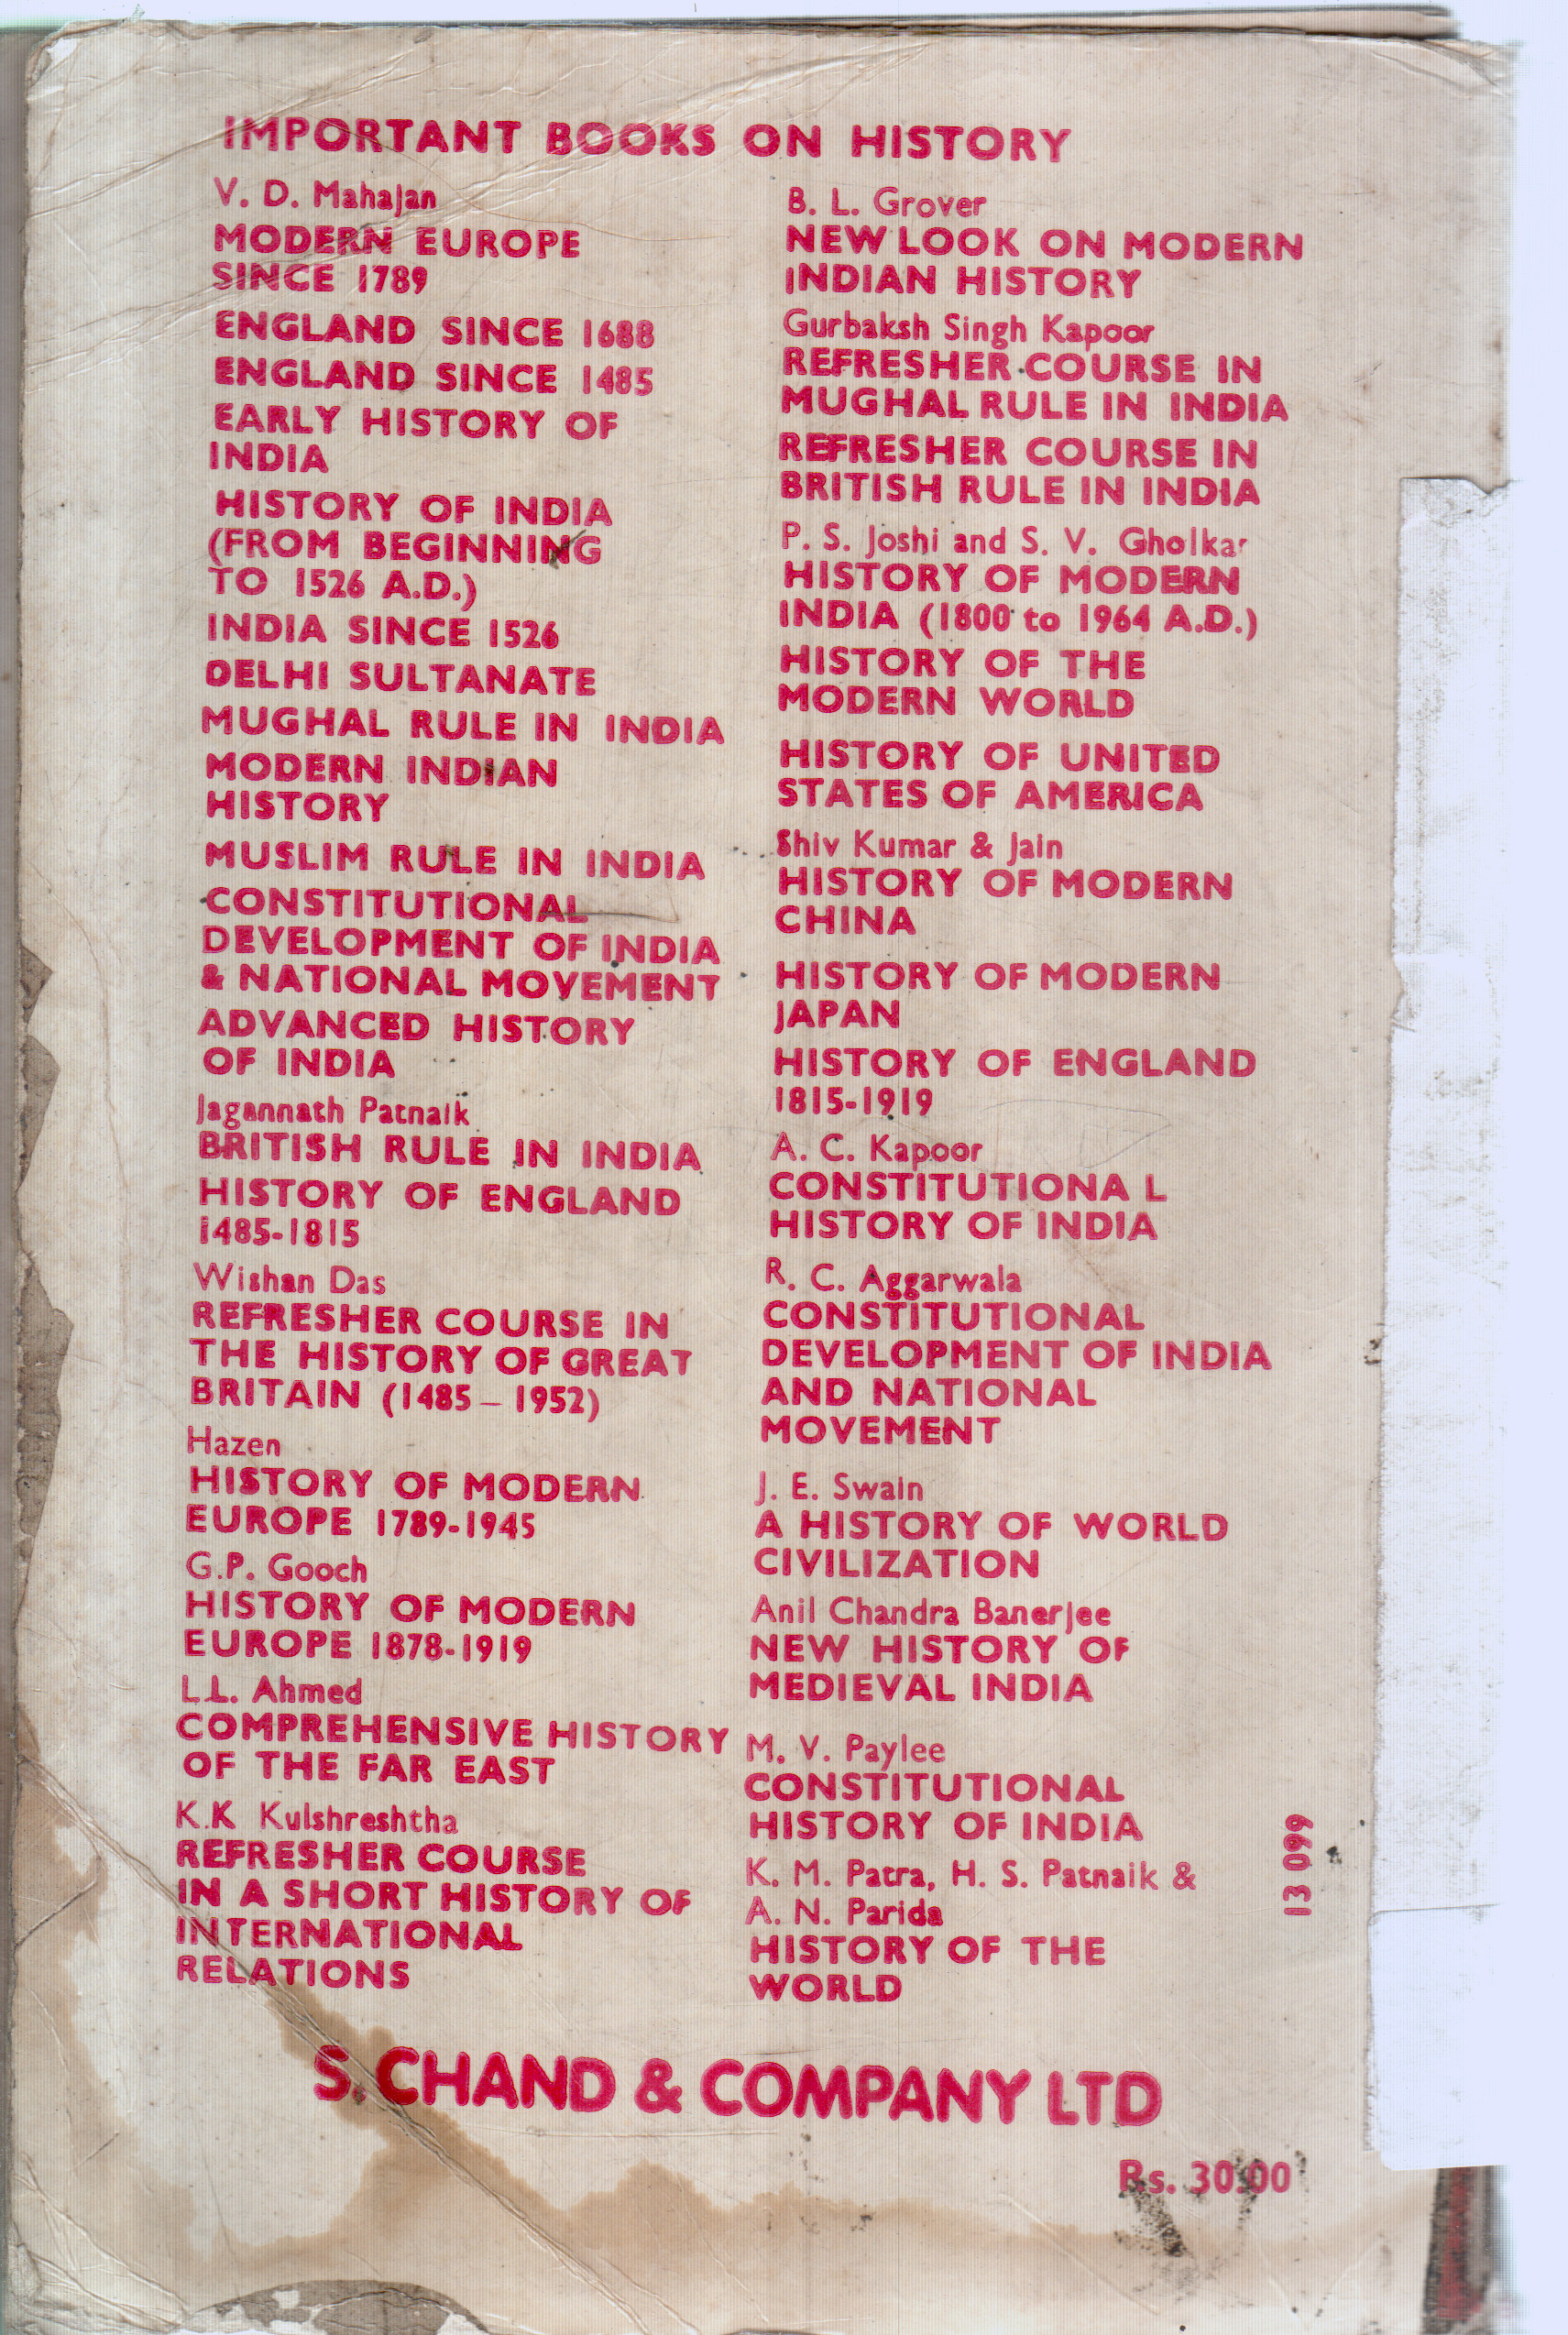 IMPORTANT BOOKS ON HISTORY
V. D. Mahajan
MODERN EUROPE
SINCE 1789
ENGLAND SINCE 1688
ENGLAND SINCE 1485
EARLY HISTORY OF
INDIA
HISTORY OF INDIA
(FROM BEGINNING
TO 1526 A.D.)
INDIA SINCE 1526
DELHI SULTANATE
MUGHAL RULE IN INDIA
MODERN INDIAN
HISTORY
MUSLIM RULE IN INDIA
CONSTITUTIONAL
DEVELOPMENT OF INDIA
& NATIONAL MOVEMENT
ADVANCED HISTORY
OF INDIA
Jagannath Patnaik
BRITISH RULE IN INDIA
HISTORY OF ENGLAND
1485-1815
Wishan Das
REFRESHER COURSE IN
THE HISTORY OF GREAT
BRITAIN (1485 – 1952)
Hazen
HISTORY OF MODERN
EUROPE 1789-1945
G.P. Gooch
HISTORY OF MODERN
EUROPE 1878-1919
L.L. Ahmed
COMPREHENSIVE HISTORY
OF THE FAR EAST
K.K Kulshreshtha
REFRESHER COURSE
IN A SHORT HISTORY OF
INTERNATIONAL
RELATIONS
B. L. Grover
NEW LOOK ON MODERN
INDIAN HISTORY
Gurbaksh Singh Kapoor
REFRESHER COURSE IN
MUGHAL RULE IN INDIA
REFRESHER COURSE IN
BRITISH RULE IN INDIA
P. S. Joshi and S. V. Gholkar
HISTORY OF MODERN
INDIA (1800 to 1964 A.D.)
HISTORY OF THE
MODERN WORLD
HISTORY OF UNITED
STATES OF AMERICA
Shiv Kumar & Jain
HISTORY OF MODERN
CHINA
HISTORY OF MODERN
JAPAN
HISTORY OF ENGLAND
1815-1919
A. C. Kapoor
CONSTITUTIONA L
HISTORY OF INDIA
R. C. Aggarwala
CONSTITUTIONAL
DEVELOPMENT OF INDIA
AND NATIONAL
MOVEMENT
J. E. Swain
A HISTORY OF WORLD
CIVILIZATION
Anil Chandra Banerjee
NEW HISTORY OF
MEDIEVAL INDIA
M. V. Paylee
CONSTITUTIONAL
HISTORY OF INDIA
K. M. Patra, H. S. Patnaik &
A. N. Parida
HISTORY OF THE
WORLD
13 099
S. CHAND & COMPANY LTD
Rs. 30.00